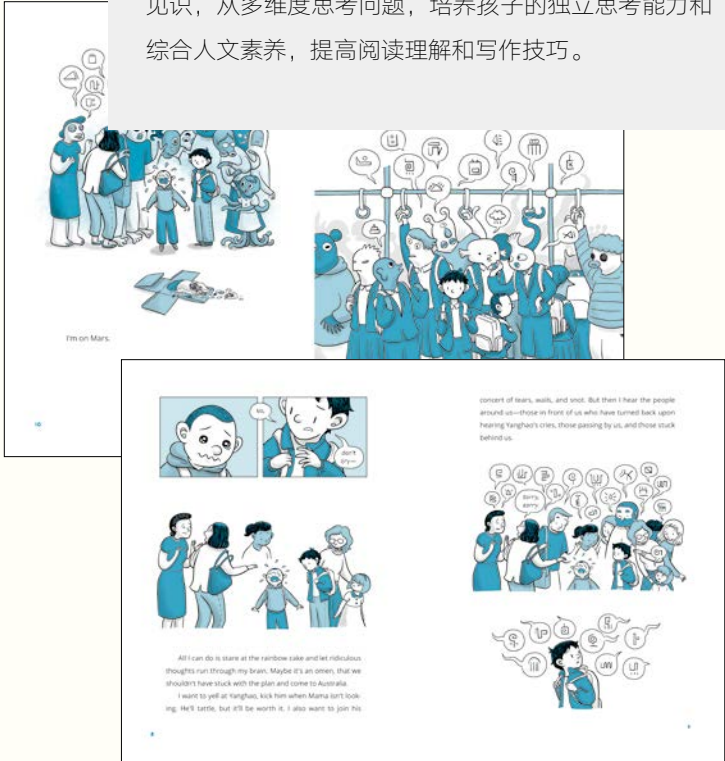 见识，从多维度思考问题，培养孩子的独立思考能力和
综合人文素养，提高阅读理解和写作技巧。
I'm on Mars.
10
no,
don't
cry—
All I can do is stare at the rainbow cake and let ridiculous
thoughts run through my brain. Maybe it's an omen, that we
shouldn't have stuck with the plan and come to Australia.
I want to yell at Yanghao, kick him when Mama isn't look-
ing. He'll tattle, but it'll be worth it. I also want to join his
8
concert of tears, wails, and snot. But then I hear the people
around us—those in front of us who have turned back upon
hearing Yanghao's cries, those passing by us, and those stuck
behind us.
Sorry,
sorry
9